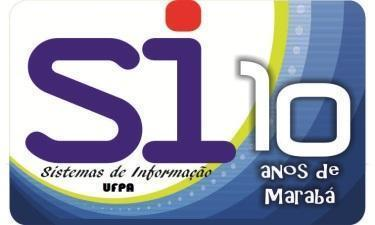 Si 10
Sistemas de Informação
UFPA
anos de
Marabá